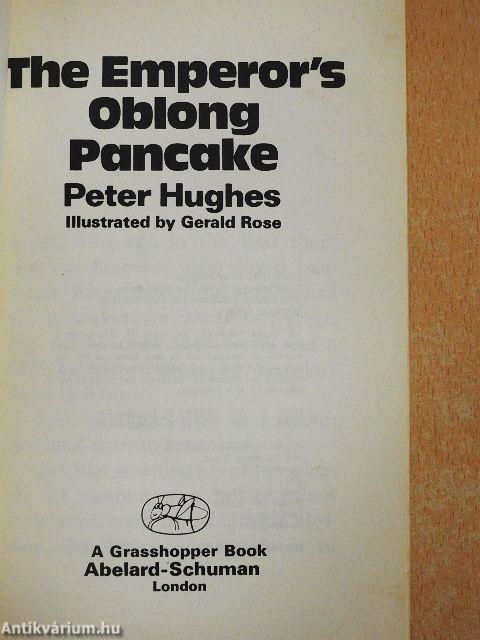 The Emperor's
Oblong
Pancake
Peter Hughes
Illustrated by Gerald Rose
A Grasshopper Book
Abelard-Schuman
London
Antikvárium.hu